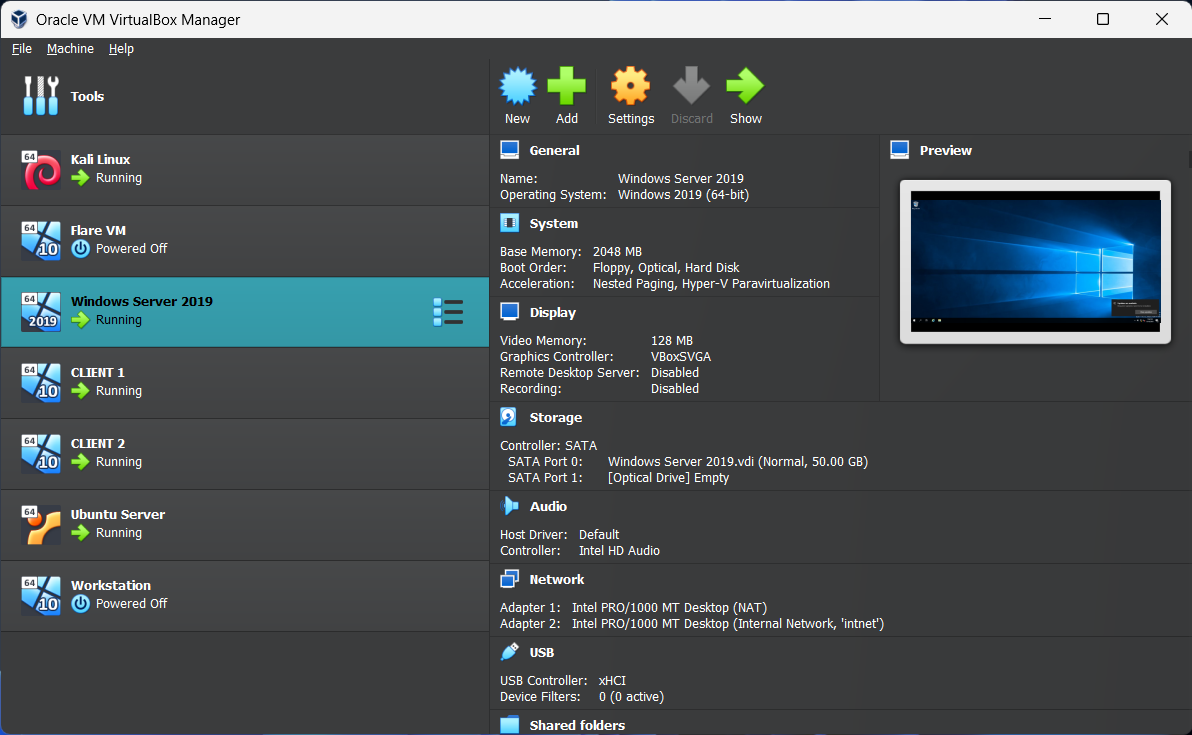 Oracle VM VirtualBox Manager
File Machine Help
Tools
New Add Settings Discard Show
64
Kali Linux
Running
64
10
Flare VM
Powered Off
64
2019
Windows Server 2019
Running
64
10
CLIENT 1
Running
64
10
CLIENT 2
Running
64
Ubuntu Server
Running
64
10
Workstation
Powered Off
General
Name: Windows Server 2019
Operating System: Windows 2019 (64-bit)
System
Base Memory: 2048 MB
Boot Order: Floppy, Optical, Hard Disk
Acceleration: Nested Paging, Hyper-V Paravirtualization
Display
Video Memory: 128 MB
Graphics Controller: VBoxSVGA
Remote Desktop Server: Disabled
Recording: Disabled
Storage
Controller: SATA
SATA Port 0: Windows Server 2019.vdi (Normal, 50.00 GB)
SATA Port 1: [Optical Drive] Empty
Audio
Host Driver: Default
Controller: Intel HD Audio
Network
Adapter 1: Intel PRO/1000 MT Desktop (NAT)
Adapter 2: Intel PRO/1000 MT Desktop (Internal Network, 'intnet')
USB
USB Controller: xHCI
Device Filters: 0 (0 active)
Shared folders
Preview